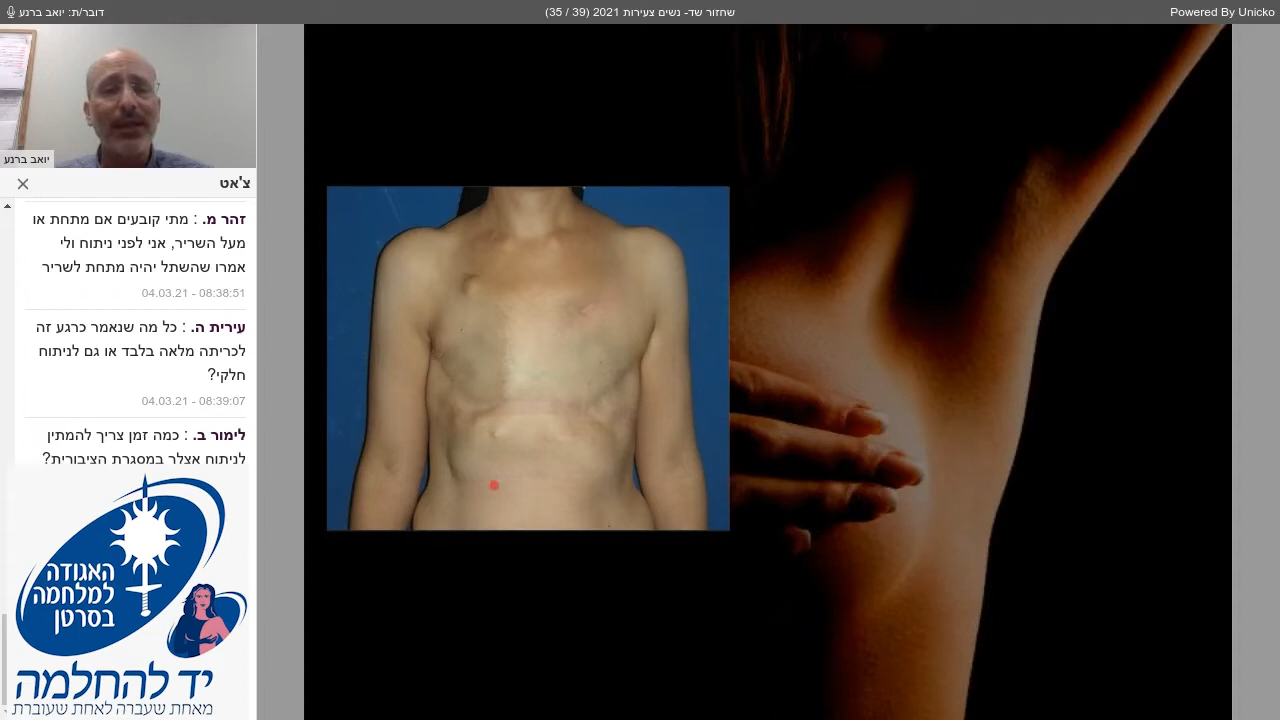 דובר/ת: יואב ברנע
שחזור שד- נשים צעירות 2021 (39 / 35)
Powered By Unicko
יואב ברנע
צ'אט
זהר מ. : מתי קובעים אם מתחת או
מעל השריר, אני לפני ניתוח ולי
אמרו שהשתל יהיה מתחת לשריר
04.03.21 - 08:38:51
עירית ה. : כל מה שנאמר כרגע זה
לכריתה מלאה בלבד או גם לניתוח
חלקי?
04.03.21 - 08:39:07
לימור ב. : כמה זמן צריך להמתין
לניתוח אצלך במסגרת הציבורית?
האגודה
למלחמה
בסרטן
יד להחלמה
מאחת שעברה לאחת שעוברת